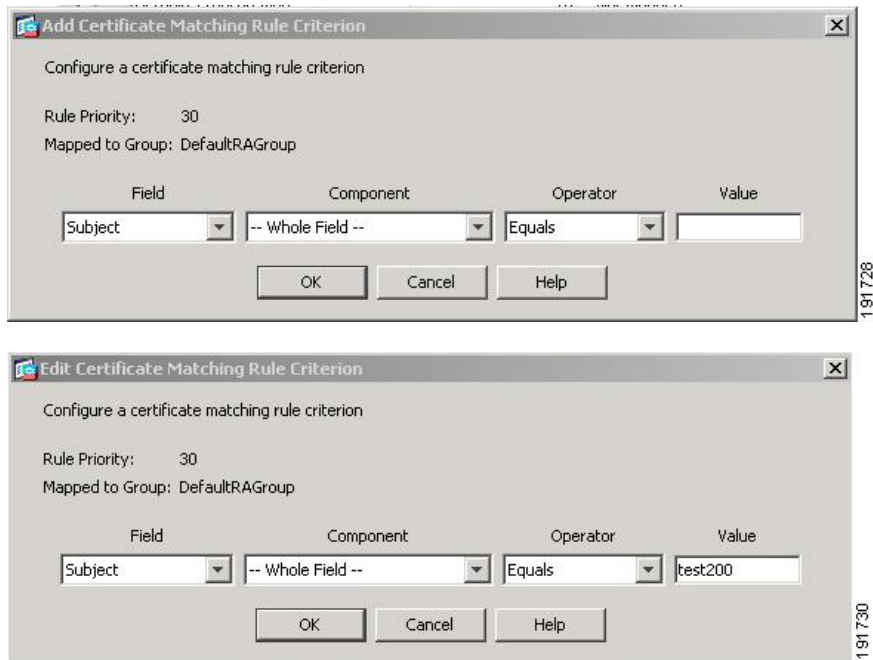 Add Certificate Matching Rule Criterion
Configure a certificate matching rule criterion
Rule Priority: 30
Mapped to Group: DefaultRAGroup
Field Component Operator Value
Subject -- Whole Field -- Equals
OK Cancel Help
191728
Edit Certificate Matching Rule Criterion
Configure a certificate matching rule criterion
Rule Priority: 30
Mapped to Group: DefaultRAGroup
Field Component Operator Value
Subject -- Whole Field -- Equals test200
OK Cancel Help
191730